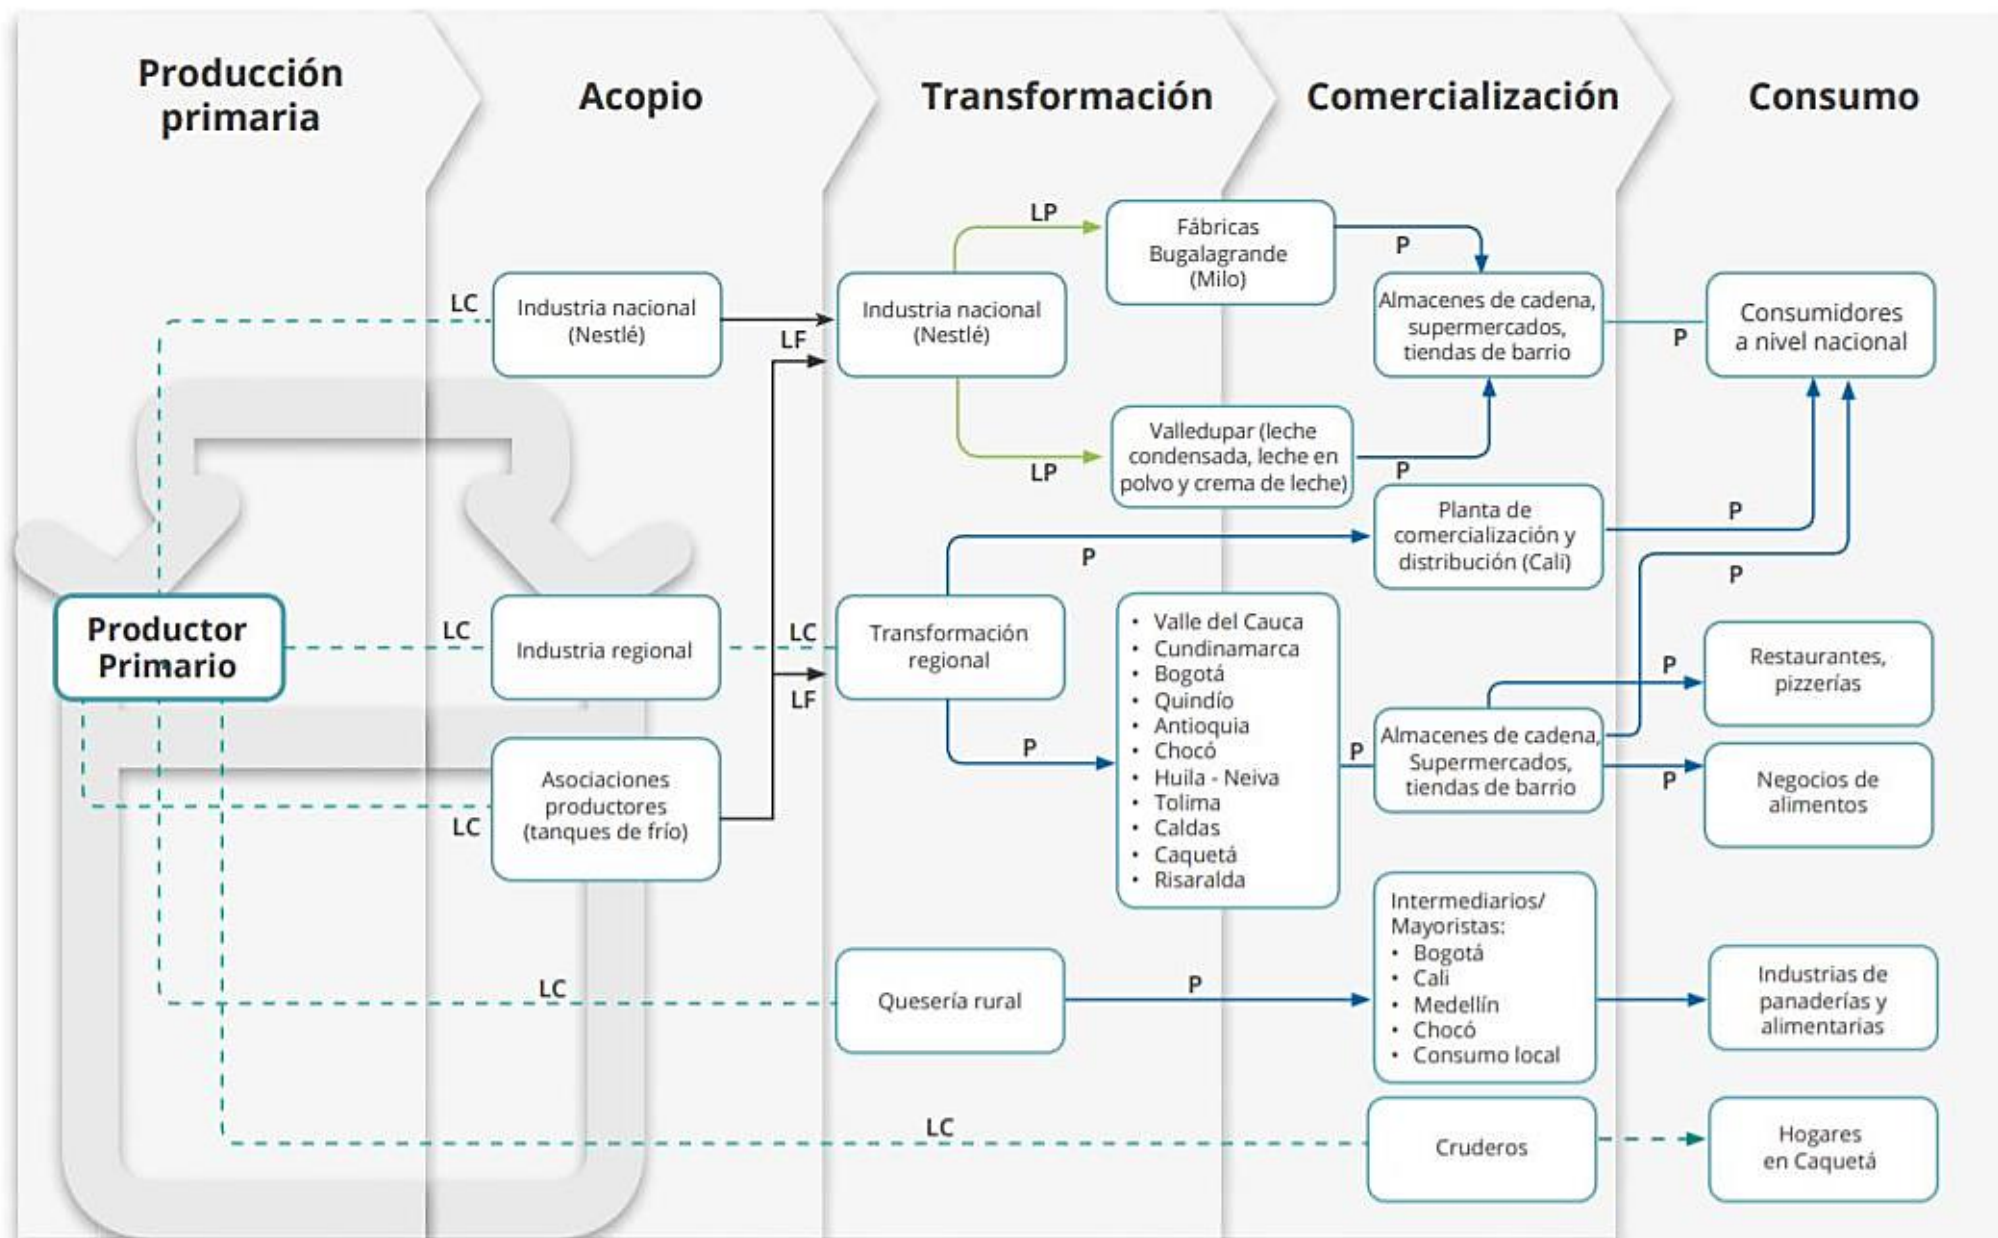 Producción
primaria
Acopio
Transformación
Comercialización
Consumo
LP
Fábricas
Bugalagrande
(Milo)
P
LC
Industria nacional
(Nestlé)
LF
Industria nacional
(Nestlé)
Almacenes de cadena,
supermercados,
tiendas de barrio
P
Consumidores
a nivel nacional
LP
Valledupar (leche
condensada, leche en
polvo y crema de leche)
P
Planta de
comercialización y
distribución (Cali)
P
P
P
Productor
Primario
LC
Industria regional
LC
LF
Transformación
regional
P
• Valle del Cauca
• Cundinamarca
• Bogotá
• Quindío
• Antioquia
• Chocó
• Huila - Neiva
• Tolima
• Caldas
• Caquetá
• Risaralda
P
Almacenes de cadena,
Supermercados,
tiendas de barrio
P
Restaurantes,
pizzerías
P
Negocios de
alimentos
LC
Asociaciones
productores
(tanques de frío)
LC
Quesería rural
P
Intermediarios/
Mayoristas:
• Bogotá
• Cali
• Medellín
• Chocó
• Consumo local
Industrias de
panaderías y
alimentarias
LC
Cruderos
Hogares
en Caquetá